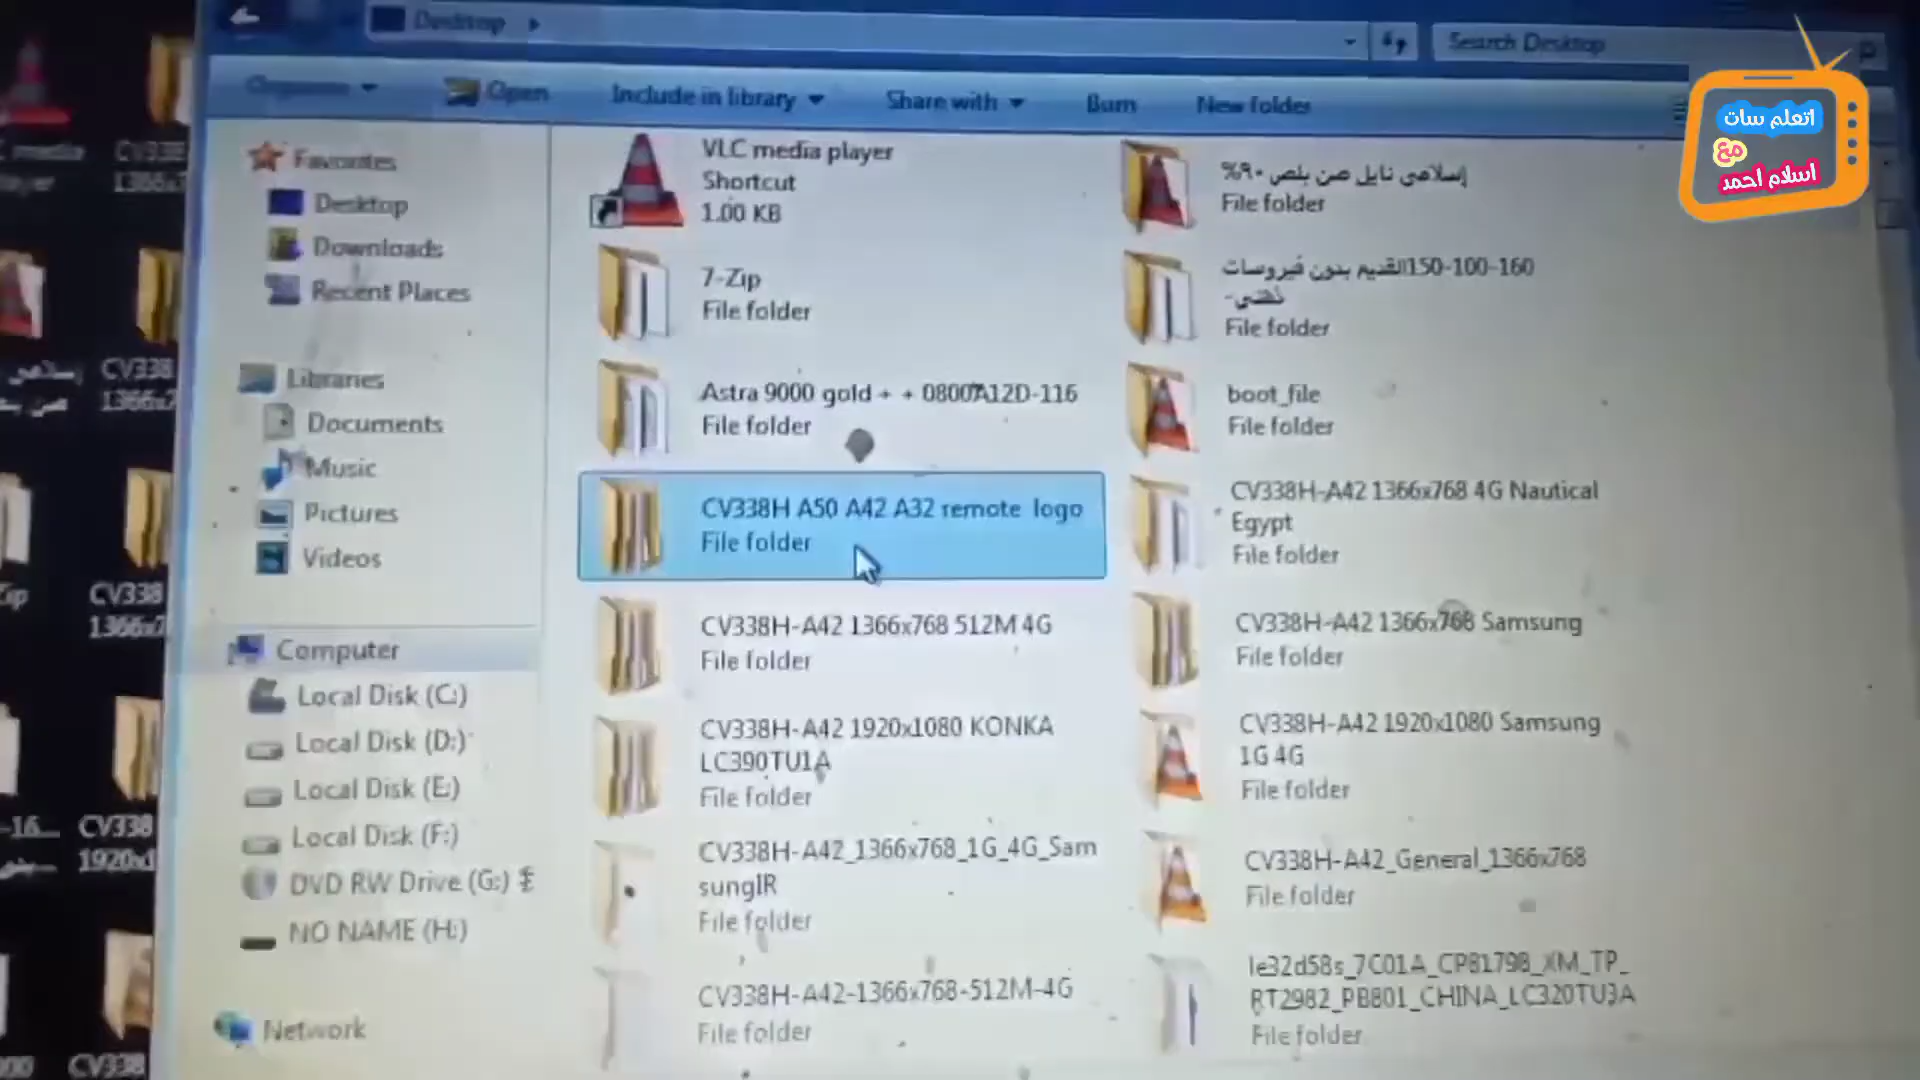 Desktop
Search Desktop
Organize
Open
Include in library
Share with
Burn
New folder
اتعلم سات
مع
اسلام احمد
Favorites
Desktop
Downloads
Recent Places
Libraries
Documents
Music
Pictures
Videos
Computer
Local Disk (C:)
Local Disk (D:)
Local Disk (E:)
Local Disk (F:)
DVD RW Drive (G:)
NO NAME (H:)
Network
VLC media player
Shortcut
1.00 KB
إسلامى نايل صن بلص ٩٠%
File folder
7-Zip
File folder
150-100-160القديم بدون فيروسات
File folder
Astra 9000 gold + + 0800A12D-116
File folder
boot_file
File folder
CV338H A50 A42 A32 remote logo
File folder
CV338H-A42 1366x768 4G Nautical
Egypt
File folder
CV338H-A42 1366x768 512M 4G
File folder
CV338H-A42 1366x768 Samsung
File folder
CV338H-A42 1920x1080 KONKA
LC390TU1A
File folder
CV338H-A42 1920x1080 Samsung
1G 4G
File folder
CV338H-A42_1366x768_1G_4G_Sam
sungIR
File folder
CV338H-A42_General_1366x768
File folder
CV338H-A42-1366x768-512M-4G
File folder
le32d58s_7C01A_CP81798_XM_TP_
RT2982_PB801_CHINA_LC320TU3A
File folder
CV338
1366x7
CV338
1366x7
CV338
1920x1
CV338